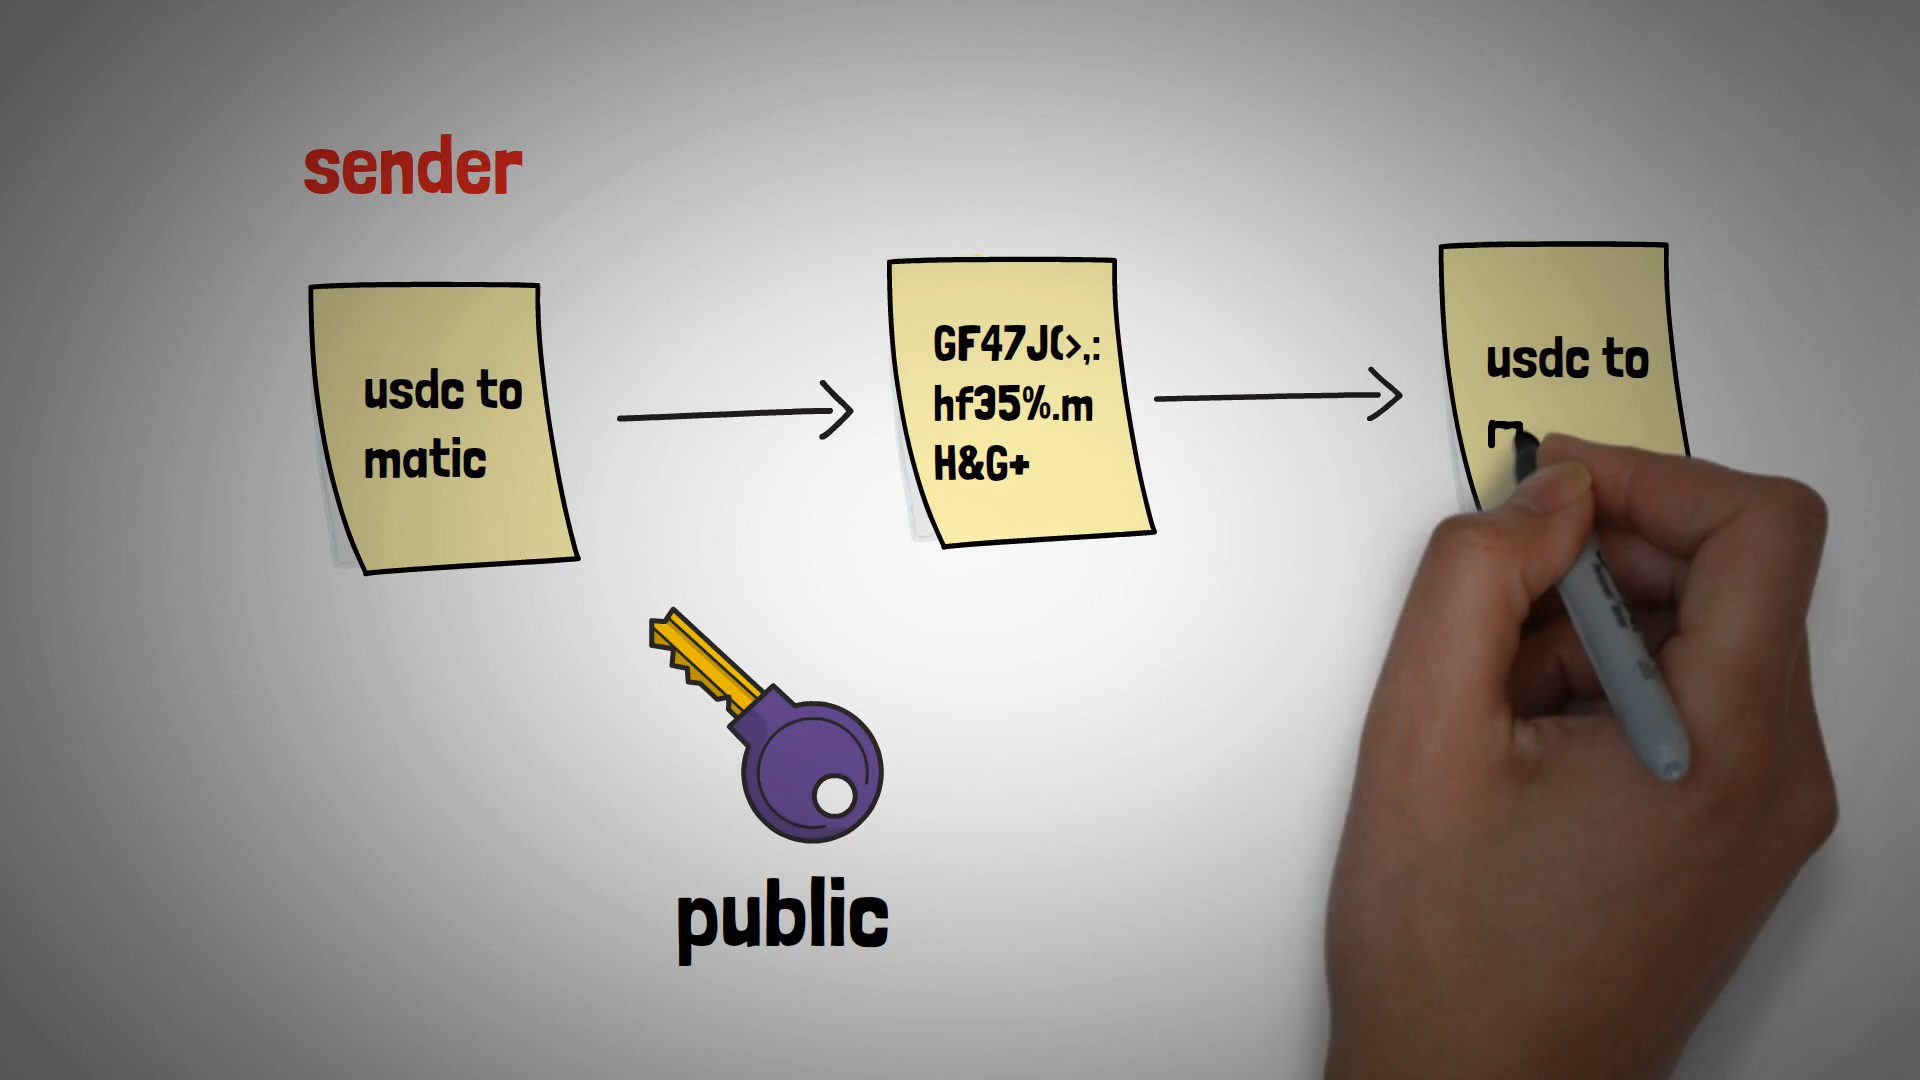 sender
usdc to
matic
GF47J(>,:
hf35%.m
H&G+
usdc to
m
public